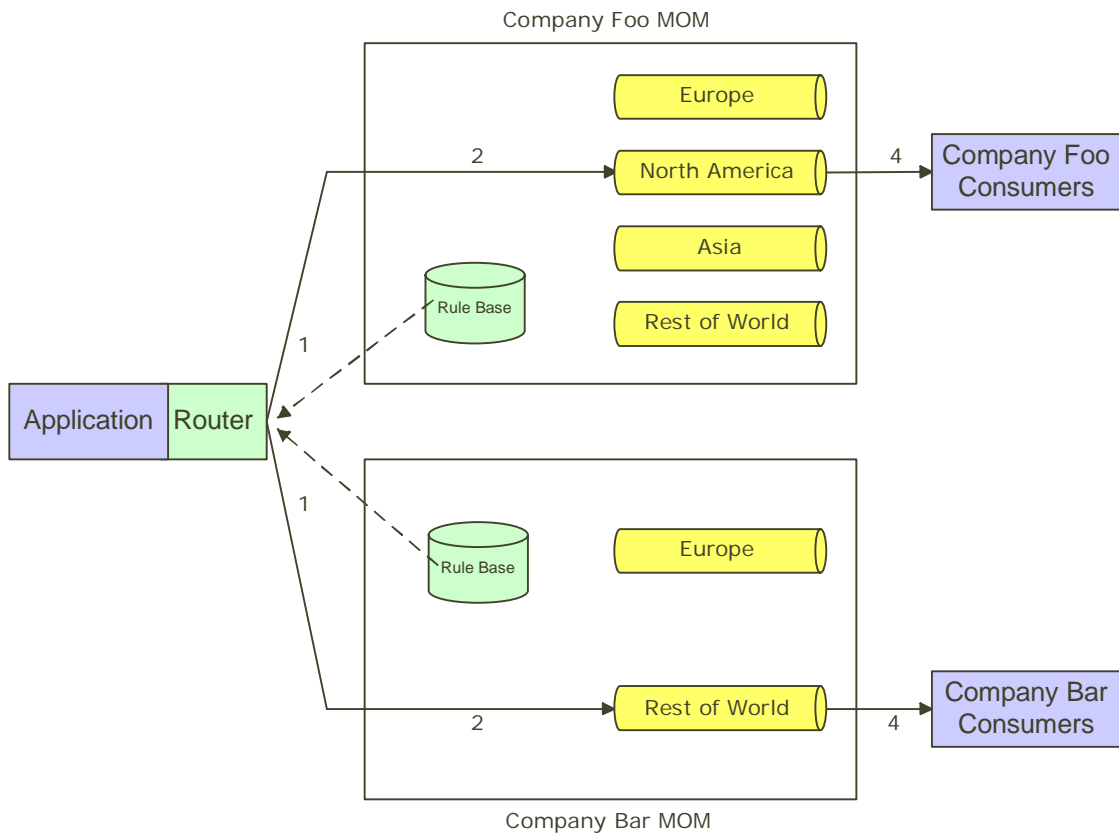 Company Foo MOM
Europe
2
North America
4
Company Foo
Consumers
Asia
Rule Base
Rest of World
1
Application
Router
1
Rule Base
Europe
Rest of World
2
4
Company Bar
Consumers
Company Bar MOM